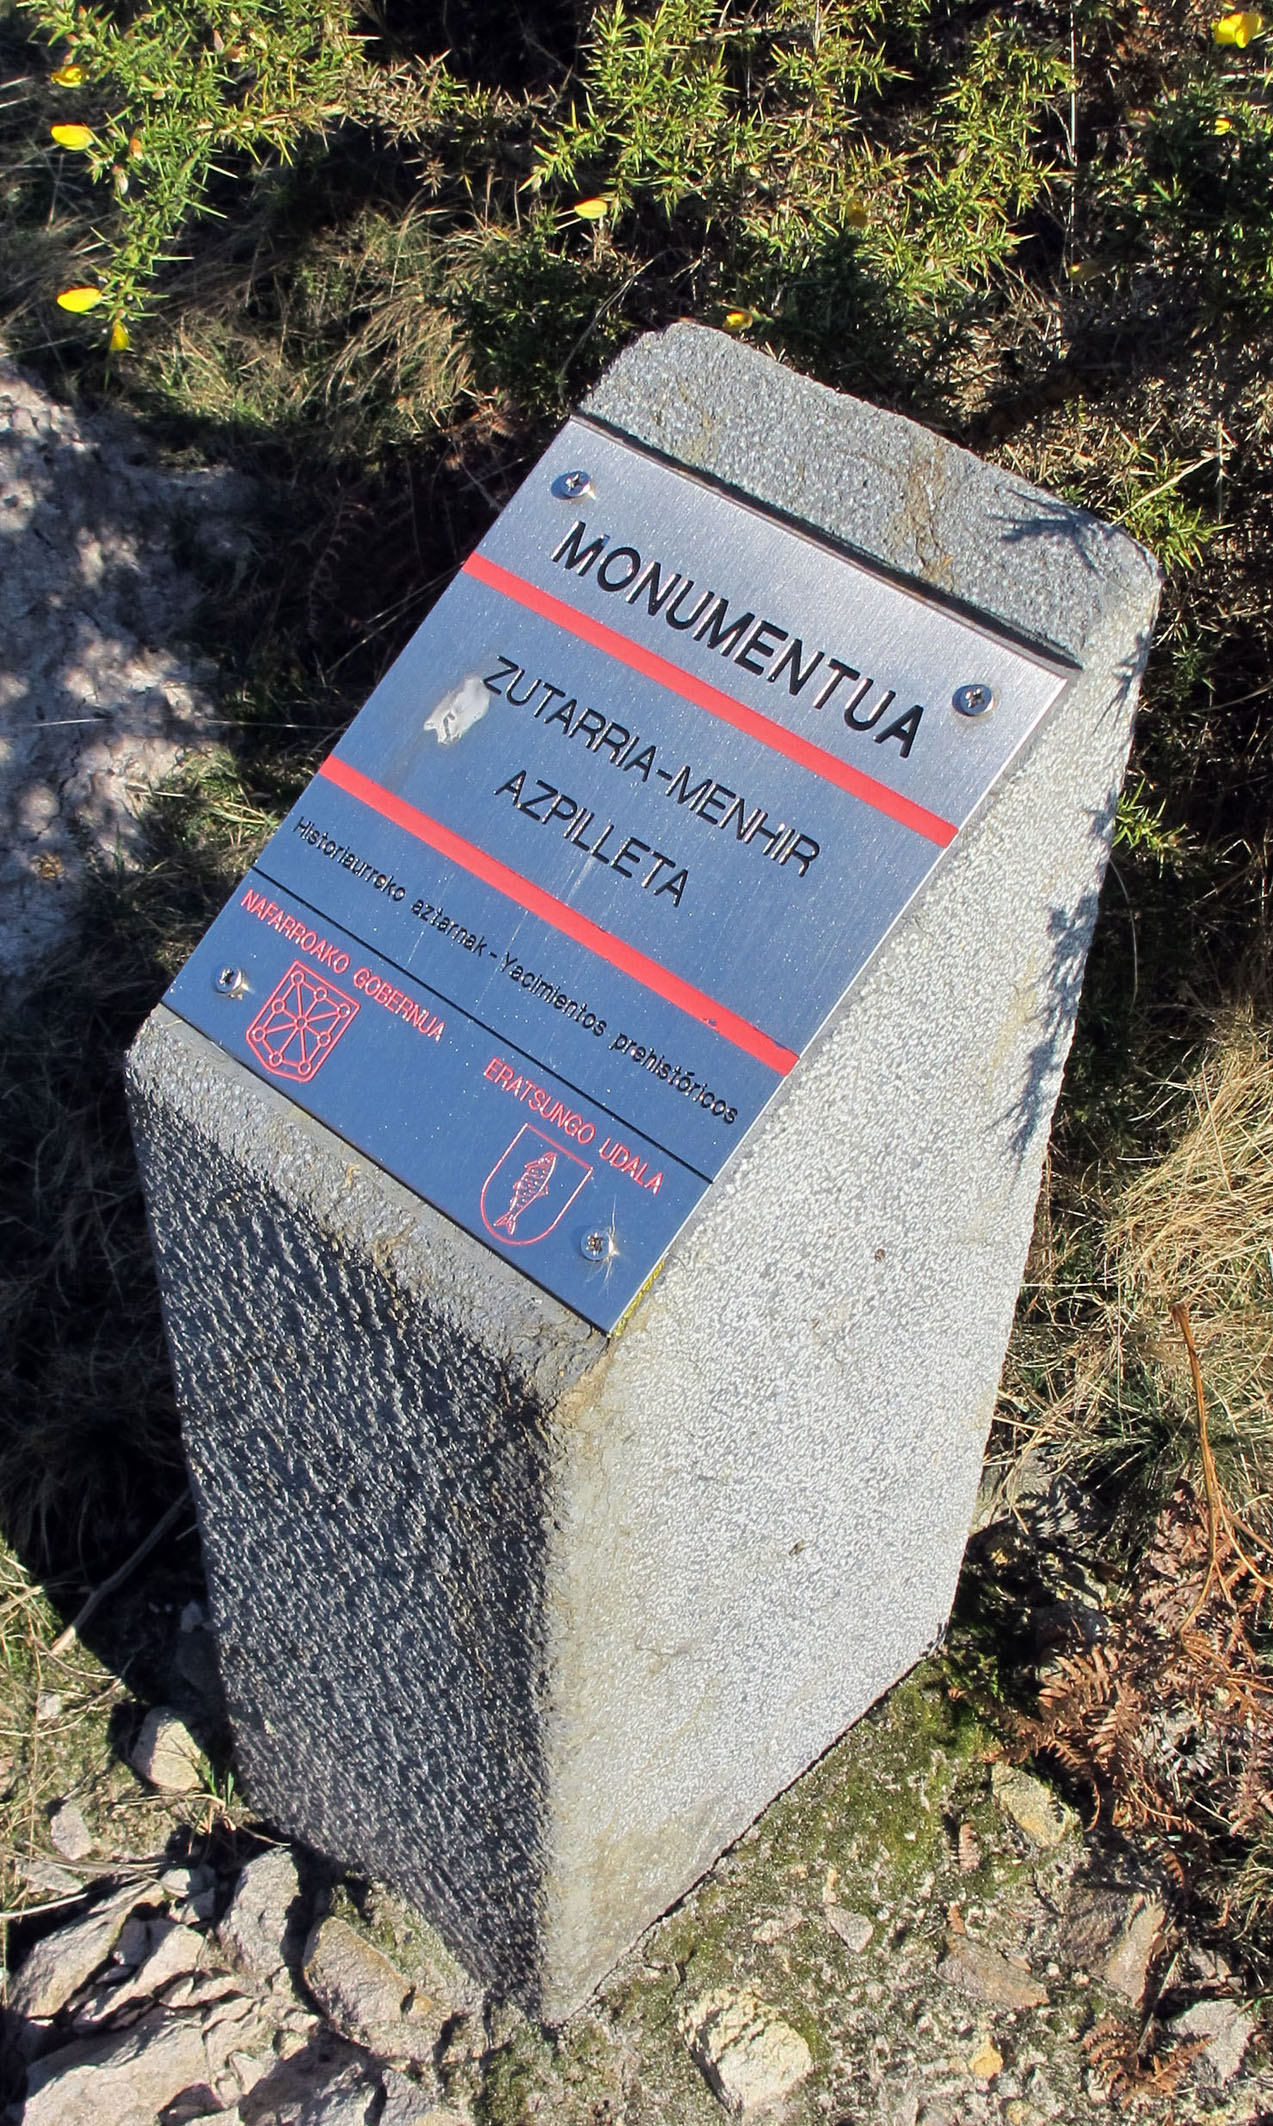 MONUMENTUA
ZUTARRIA-MENHIR
AZPILLETA
Historiaurreko aztarnak - Yacimientos prehistóricos
NAFARROAKO GOBERNUA
ERATSUNGO UDALA